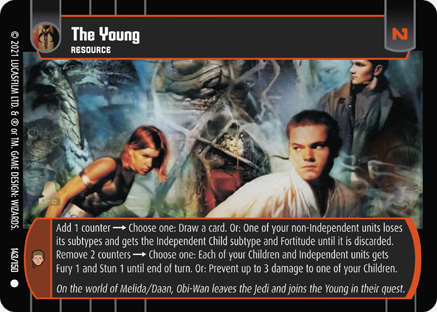 The Young
RESOURCE
N
© 2021 LUCASFILM LTD. & ® or TM. GAME DESIGN: WIZARDS.
143/150
Add 1 counter → Choose one: Draw a card. Or: One of your non-Independent units loses
its subtypes and gets the Independent Child subtype and Fortitude until it is discarded.
Remove 2 counters → Choose one: Each of your Children and Independent units gets
Fury 1 and Stun 1 until end of turn. Or: Prevent up to 3 damage to one of your Children.
On the world of Melida/Daan, Obi-Wan leaves the Jedi and joins the Young in their quest.